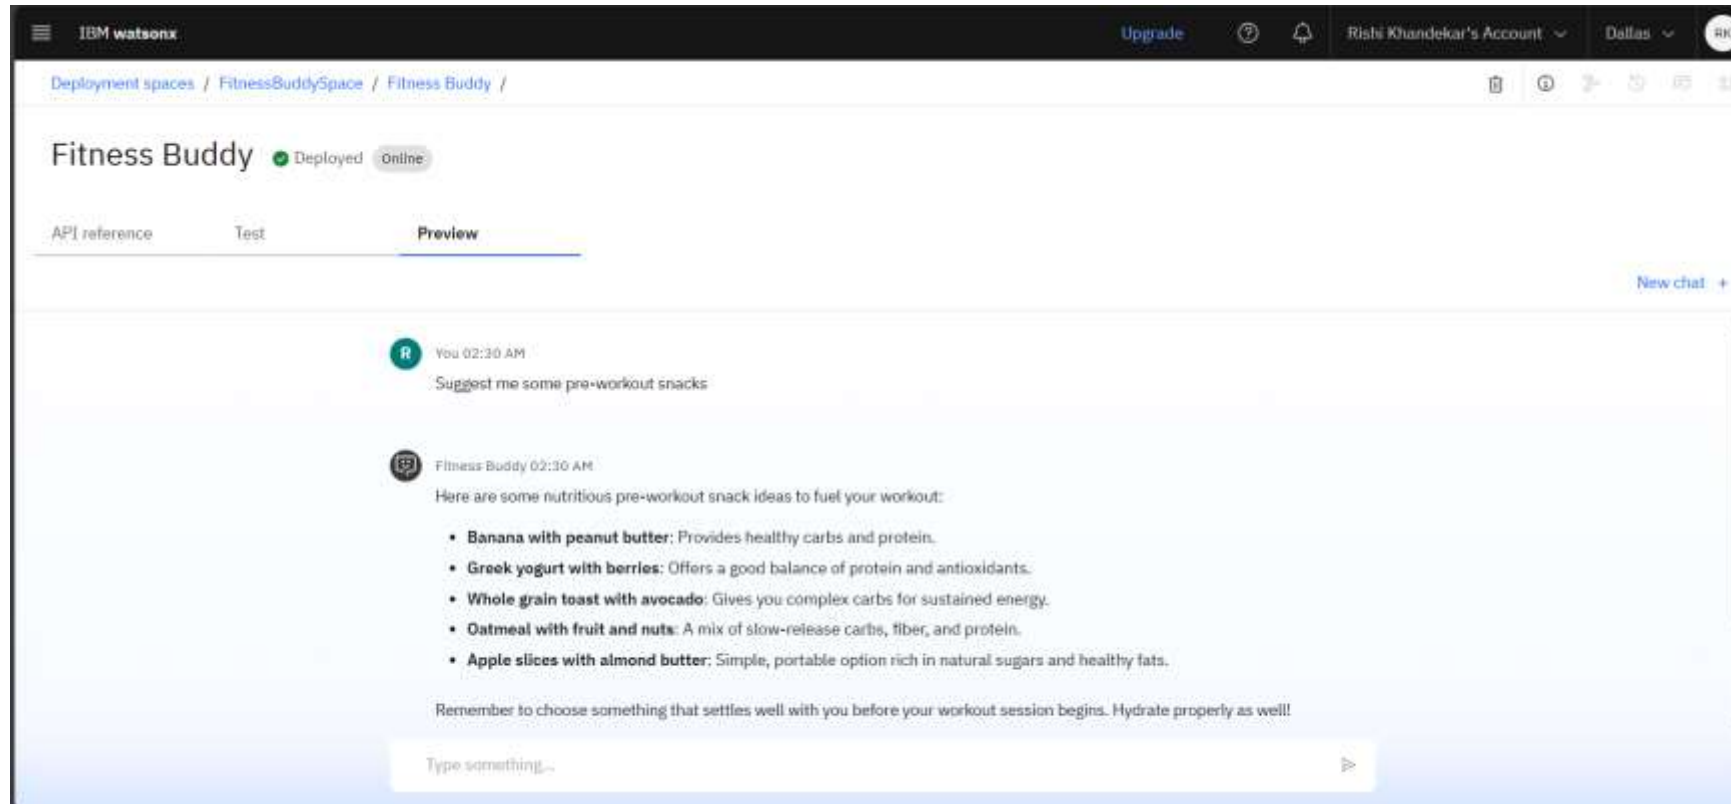 IBM watsonx
Upgrade
Rishi Khandekar's Account
Dallas
RK
Deployment spaces / FitnessBuddySpace / Fitness Buddy /
Fitness Buddy
Deployed
Online
API reference
Test
Preview
New chat +
R
You 02:30 AM
Suggest me some pre-workout snacks
Fitness Buddy 02:30 AM
Here are some nutritious pre-workout snack ideas to fuel your workout:
• Banana with peanut butter: Provides healthy carbs and protein.
• Greek yogurt with berries: Offers a good balance of protein and antioxidants.
• Whole grain toast with avocado: Gives you complex carbs for sustained energy.
• Oatmeal with fruit and nuts: A mix of slow-release carbs, fiber, and protein.
• Apple slices with almond butter: Simple, portable option rich in natural sugars and healthy fats.
Remember to choose something that settles well with you before your workout session begins. Hydrate properly as well!
Type something...